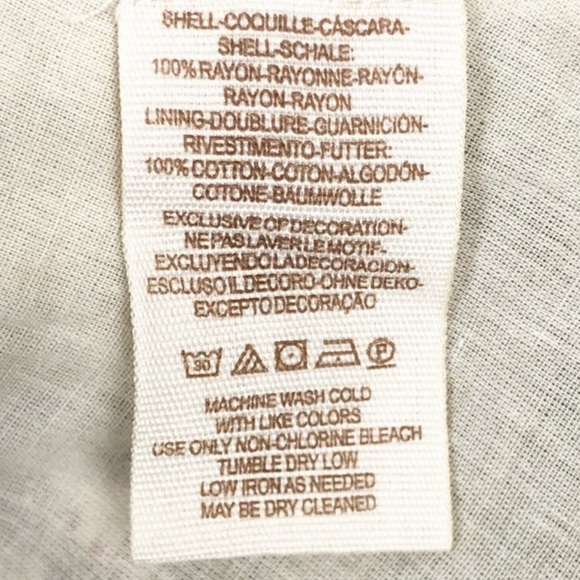 SHELL-COQUILLE-CÁSCARA-
SHELL-SCHALE:
100% RAYON-RAYONNE-RAYÓN-
RAYON-RAYON
LINING-DOUBLURE-GUARNICIÓN-
RIVESTIMENTO-FUTTER:
100% COTTON-COTON-ALGODÓN-
COTONE-BAUMWOLLE
EXCLUSIVE OF DECORATION-
NE PAS LAVER LE MOTIF-
EXCLUYENDO LA DECORACION-
ESCLUSO IL DECORO-OHNE DEKO-
EXCEPTO DECORAÇÃO
30 P
MACHINE WASH COLD
WITH LIKE COLORS
USE ONLY NON-CHLORINE BLEACH
TUMBLE DRY LOW
LOW IRON AS NEEDED
MAY BE DRY CLEANED